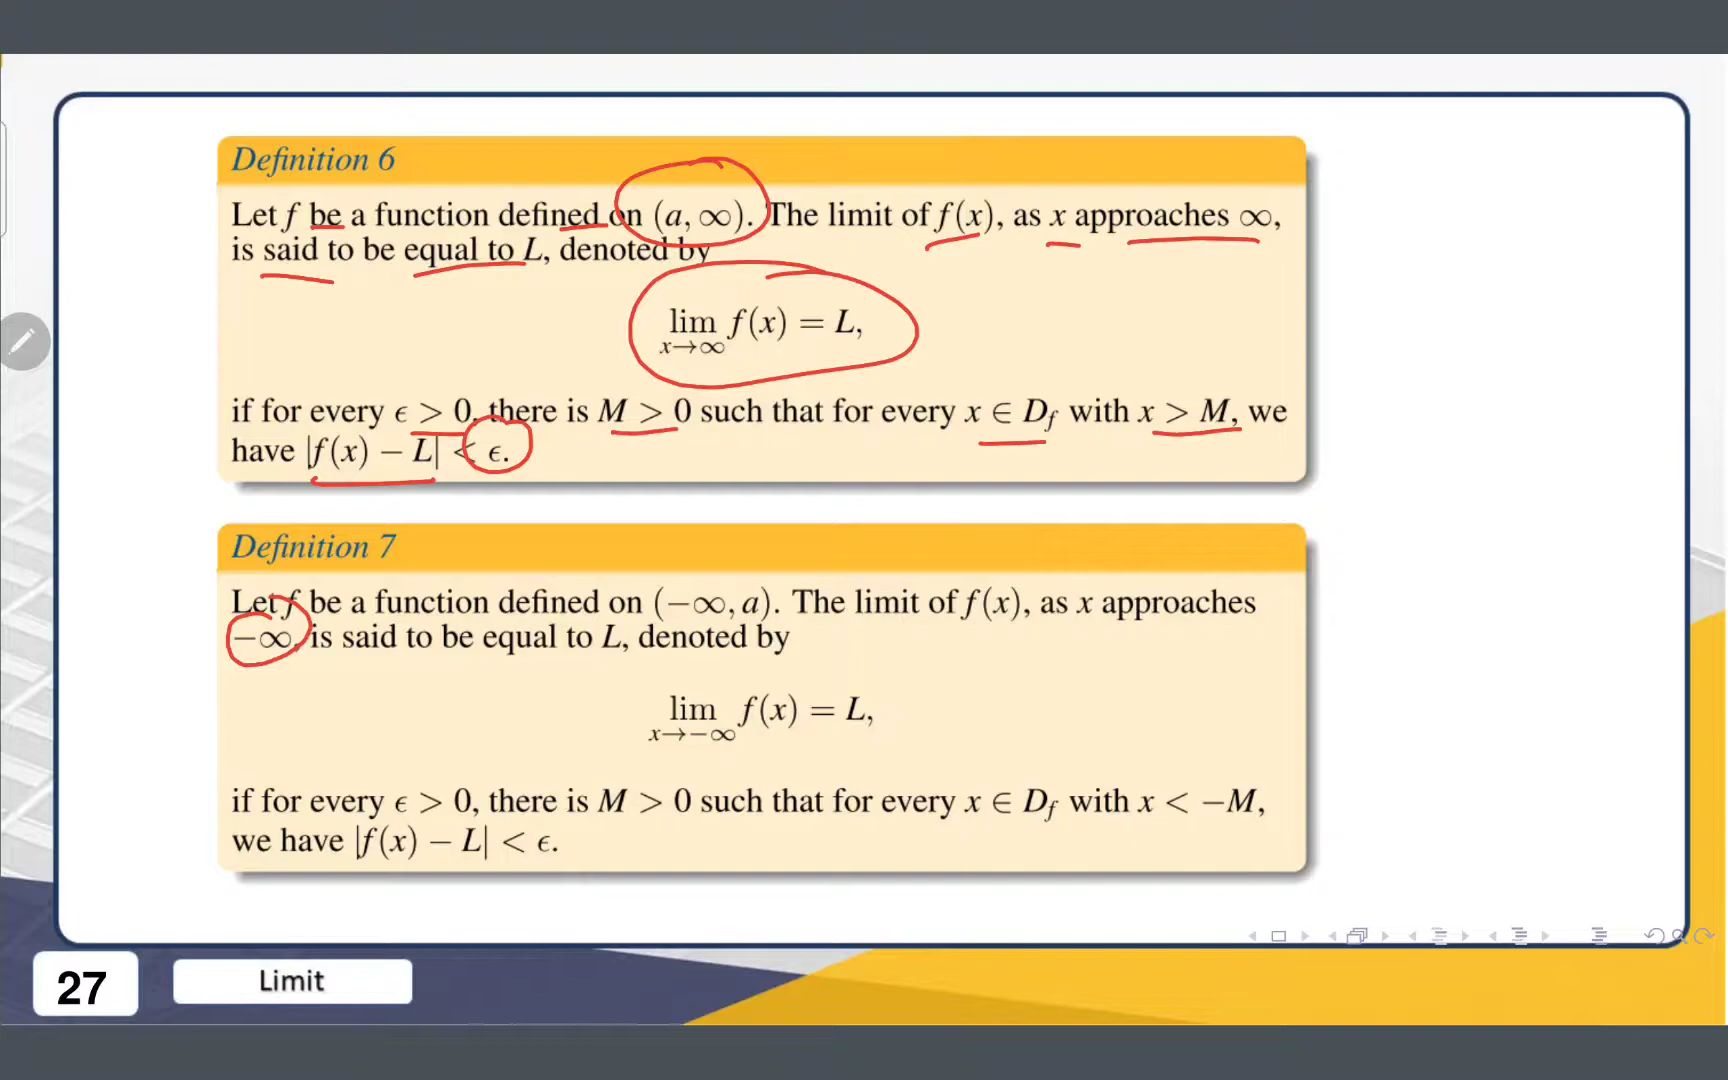 Definition 6
Let f be a function defined on (a, ∞). The limit of f(x), as x approaches ∞,
is said to be equal to L, denoted by
lim f(x) = L,
x→∞
if for every ϵ > 0, there is M > 0 such that for every x ∈ D_f with x > M, we
have |f(x) − L| < ϵ.
Definition 7
Let f be a function defined on (−∞, a). The limit of f(x), as x approaches
−∞, is said to be equal to L, denoted by
lim f(x) = L,
x→−∞
if for every ϵ > 0, there is M > 0 such that for every x ∈ D_f with x < −M,
we have |f(x) − L| < ϵ.
27
Limit